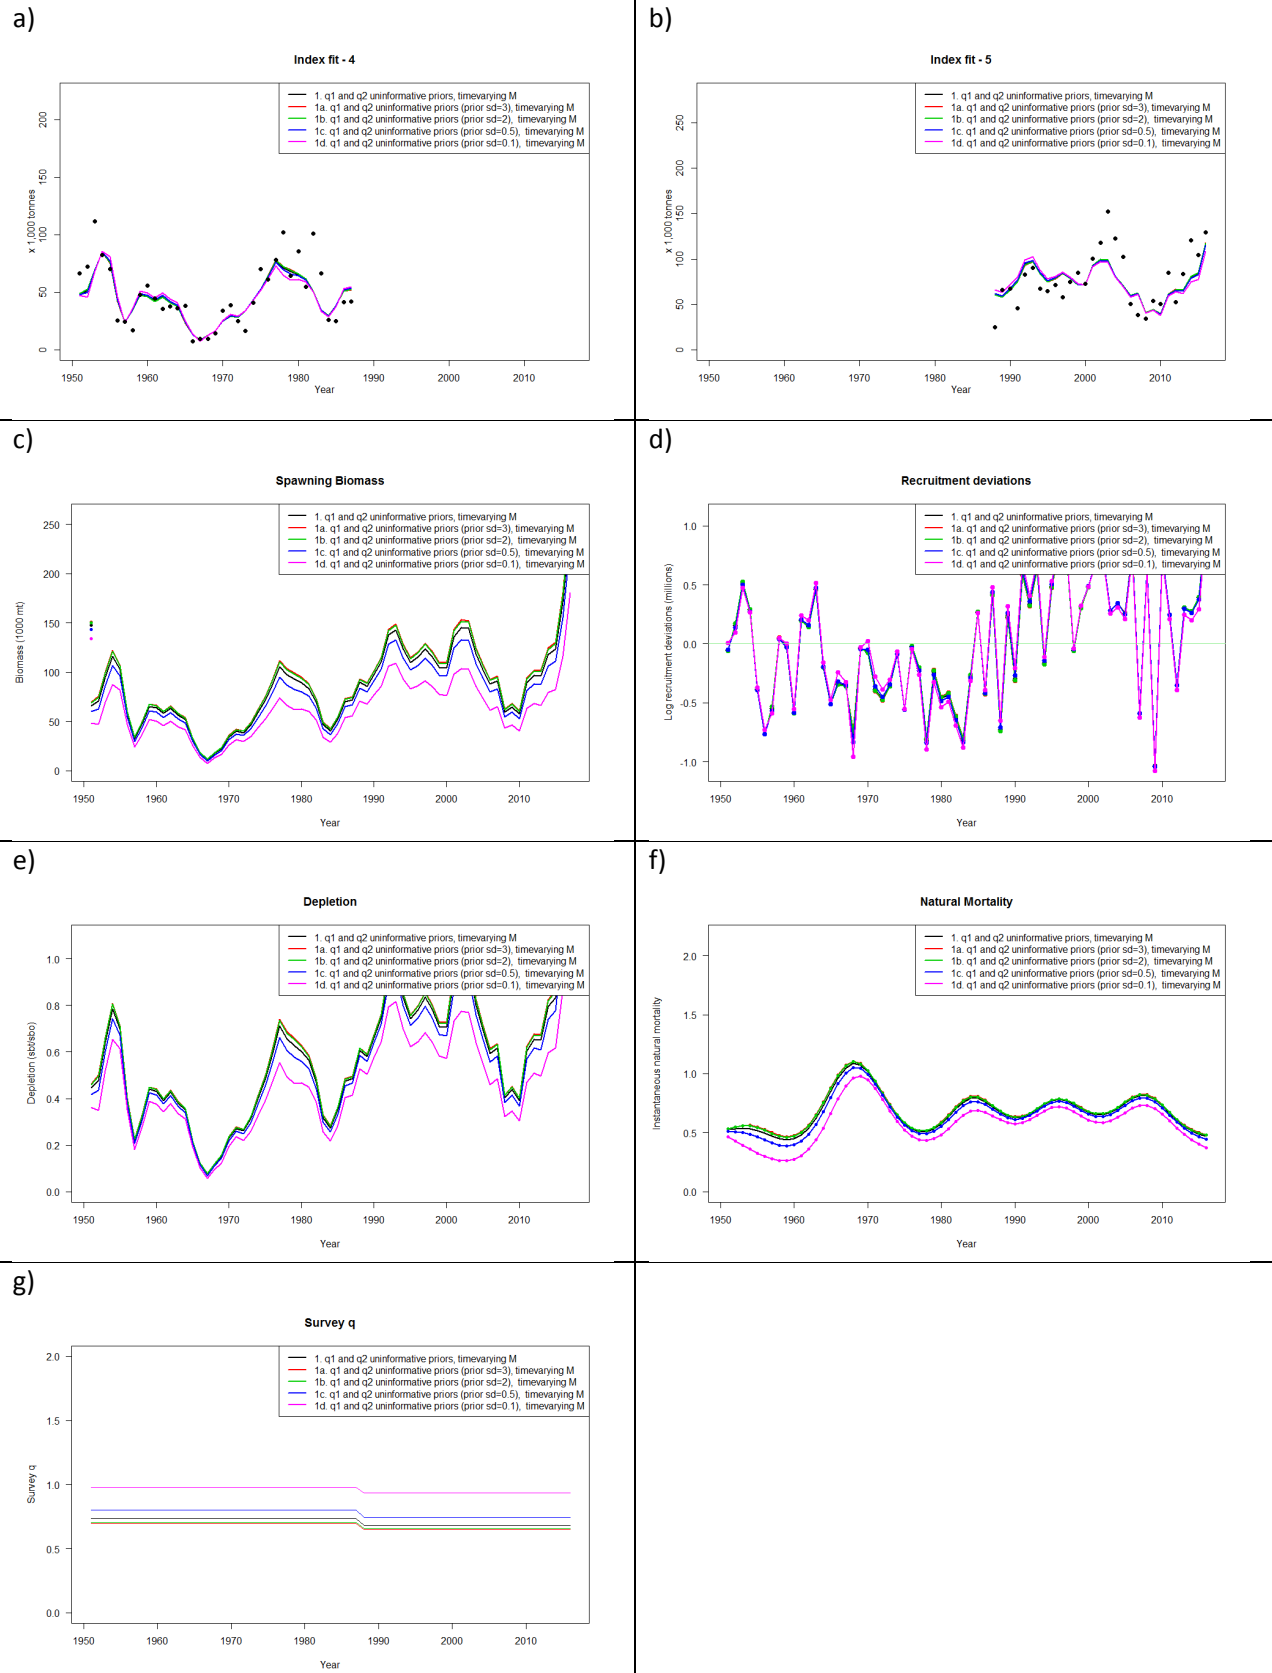 a)
Index fit - 4
1. q1 and q2 uninformative priors, timevarying M
1a. q1 and q2 uninformative priors (prior sd=3), timevarying M
1b. q1 and q2 uninformative priors (prior sd=2), timevarying M
1c. q1 and q2 uninformative priors (prior sd=0.5), timevarying M
1d. q1 and q2 uninformative priors (prior sd=0.1), timevarying M
x 1,000 tonnes
200
150
100
50
0
1950 1960 1970 1980 1990 2000 2010
Year
b)
Index fit - 5
1. q1 and q2 uninformative priors, timevarying M
1a. q1 and q2 uninformative priors (prior sd=3), timevarying M
1b. q1 and q2 uninformative priors (prior sd=2), timevarying M
1c. q1 and q2 uninformative priors (prior sd=0.5), timevarying M
1d. q1 and q2 uninformative priors (prior sd=0.1), timevarying M
x 1,000 tonnes
250
200
150
100
50
0
1950 1960 1970 1980 1990 2000 2010
Year
c)
Spawning Biomass
1. q1 and q2 uninformative priors, timevarying M
1a. q1 and q2 uninformative priors (prior sd=3), timevarying M
1b. q1 and q2 uninformative priors (prior sd=2), timevarying M
1c. q1 and q2 uninformative priors (prior sd=0.5), timevarying M
1d. q1 and q2 uninformative priors (prior sd=0.1), timevarying M
Biomass (1000 mt)
250
200
150
100
50
0
1950 1960 1970 1980 1990 2000 2010
Year
d)
Recruitment deviations
1. q1 and q2 uninformative priors, timevarying M
1a. q1 and q2 uninformative priors (prior sd=3), timevarying M
1b. q1 and q2 uninformative priors (prior sd=2), timevarying M
1c. q1 and q2 uninformative priors (prior sd=0.5), timevarying M
1d. q1 and q2 uninformative priors (prior sd=0.1), timevarying M
Log recruitment deviations (millions)
1.0
0.5
0.0
-0.5
-1.0
1950 1960 1970 1980 1990 2000 2010
Year
e)
Depletion
1. q1 and q2 uninformative priors, timevarying M
1a. q1 and q2 uninformative priors (prior sd=3), timevarying M
1b. q1 and q2 uninformative priors (prior sd=2), timevarying M
1c. q1 and q2 uninformative priors (prior sd=0.5), timevarying M
1d. q1 and q2 uninformative priors (prior sd=0.1), timevarying M
Depletion (sbt/sbo)
1.0
0.8
0.6
0.4
0.2
0.0
1950 1960 1970 1980 1990 2000 2010
Year
f)
Natural Mortality
1. q1 and q2 uninformative priors, timevarying M
1a. q1 and q2 uninformative priors (prior sd=3), timevarying M
1b. q1 and q2 uninformative priors (prior sd=2), timevarying M
1c. q1 and q2 uninformative priors (prior sd=0.5), timevarying M
1d. q1 and q2 uninformative priors (prior sd=0.1), timevarying M
Instantaneous natural mortality
2.0
1.5
1.0
0.5
0.0
1950 1960 1970 1980 1990 2000 2010
Year
g)
Survey q
1. q1 and q2 uninformative priors, timevarying M
1a. q1 and q2 uninformative priors (prior sd=3), timevarying M
1b. q1 and q2 uninformative priors (prior sd=2), timevarying M
1c. q1 and q2 uninformative priors (prior sd=0.5), timevarying M
1d. q1 and q2 uninformative priors (prior sd=0.1), timevarying M
Survey q
2.0
1.5
1.0
0.5
0.0
1950 1960 1970 1980 1990 2000 2010
Year